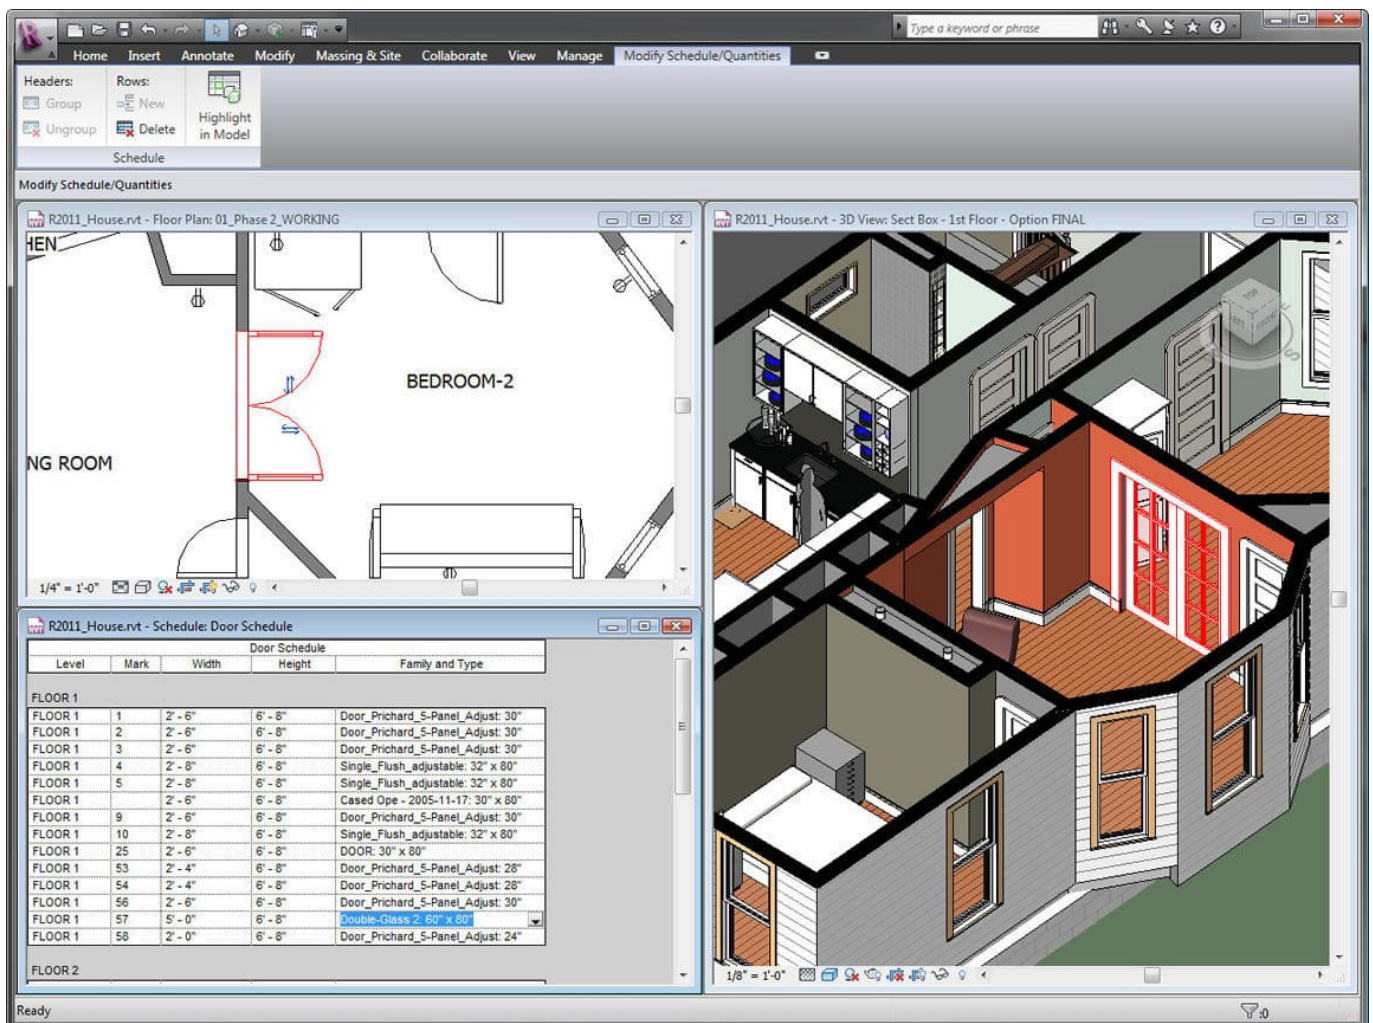 Type a keyword or phrase
Home Insert Annotate Modify Massing & Site Collaborate View Manage Modify Schedule/Quantities
Headers: Rows:
Group New
Ungroup Delete
Highlight
in Model
Schedule
Modify Schedule/Quantities
R2011_House.rvt - Floor Plan: 01_Phase 2_WORKING
HEN
BEDROOM-2
NG ROOM
1/4" = 1'-0"
R2011_House.rvt - 3D View: Sect Box - 1st Floor - Option FINAL
TOP
1/8" = 1'-0"
R2011_House.rvt - Schedule: Door Schedule
Door Schedule
Level Mark Width Height Family and Type
FLOOR 1
FLOOR 1 1 2' - 6" 6' - 8" Door_Prichard_5-Panel_Adjust: 30"
FLOOR 1 2 2' - 6" 6' - 8" Door_Prichard_5-Panel_Adjust: 30"
FLOOR 1 3 2' - 6" 6' - 8" Door_Prichard_5-Panel_Adjust: 30"
FLOOR 1 4 2' - 8" 6' - 8" Single_Flush_adjustable: 32" x 80"
FLOOR 1 5 2' - 8" 6' - 8" Single_Flush_adjustable: 32" x 80"
FLOOR 1 2' - 6" 6' - 8" Cased Ope - 2005-11-17: 30" x 80"
FLOOR 1 9 2' - 6" 6' - 8" Door_Prichard_5-Panel_Adjust: 30"
FLOOR 1 10 2' - 8" 6' - 8" Single_Flush_adjustable: 32" x 80"
FLOOR 1 25 2' - 6" 6' - 8" DOOR: 30" x 80"
FLOOR 1 53 2' - 4" 6' - 8" Door_Prichard_5-Panel_Adjust: 28"
FLOOR 1 54 2' - 4" 6' - 8" Door_Prichard_5-Panel_Adjust: 28"
FLOOR 1 56 2' - 6" 6' - 8" Door_Prichard_5-Panel_Adjust: 30"
FLOOR 1 57 5' - 0" 6' - 8" Double-Glass 2: 60" x 80"
FLOOR 1 58 2' - 0" 6' - 8" Door_Prichard_5-Panel_Adjust: 24"
FLOOR 2
Ready
:0